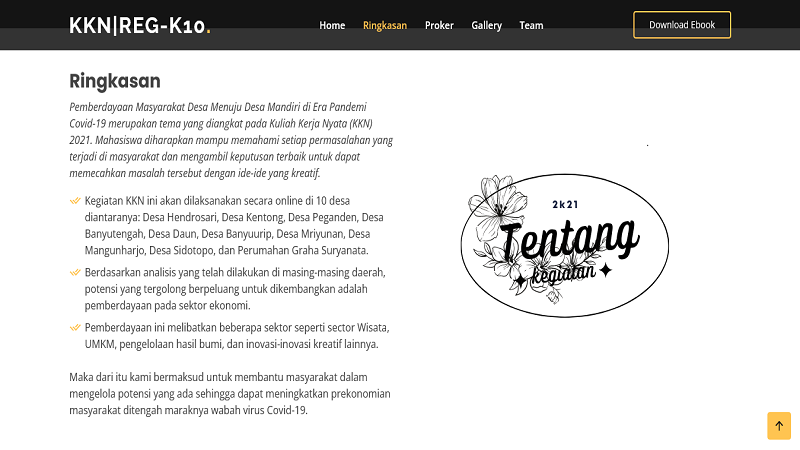 KKN|REG-K10.
Home Ringkasan Proker Gallery Team
Download Ebook
Ringkasan
Pemberdayaan Masyarakat Desa Menuju Desa Mandiri di Era Pandemi
Covid-19 merupakan tema yang diangkat pada Kuliah Kerja Nyata (KKN)
2021. Mahasiswa diharapkan mampu memahami setiap permasalahan yang
terjadi di masyarakat dan mengambil keputusan terbaik untuk dapat
memecahkan masalah tersebut dengan ide-ide yang kreatif.
Kegiatan KKN ini akan dilaksanakan secara online di 10 desa
diantaranya: Desa Hendrosari, Desa Kentong, Desa Peganden, Desa
Banyutengah, Desa Daun, Desa Banyuurip, Desa Mriyunan, Desa
Mangunharjo, Desa Sidotopo, dan Perumahan Graha Suryanata.
Berdasarkan analisis yang telah dilakukan di masing-masing daerah,
potensi yang tergolong berpeluang untuk dikembangkan adalah
pemberdayaan pada sektor ekonomi.
Pemberdayaan ini melibatkan beberapa sektor seperti sector Wisata,
UMKM, pengelolaan hasil bumi, dan inovasi-inovasi kreatif lainnya.
Maka dari itu kami bermaksud untuk membantu masyarakat dalam
mengelola potensi yang ada sehingga dapat meningkatkan prekonomian
masyarakat ditengah maraknya wabah virus Covid-19.
2k21
Tentang
kegiatan